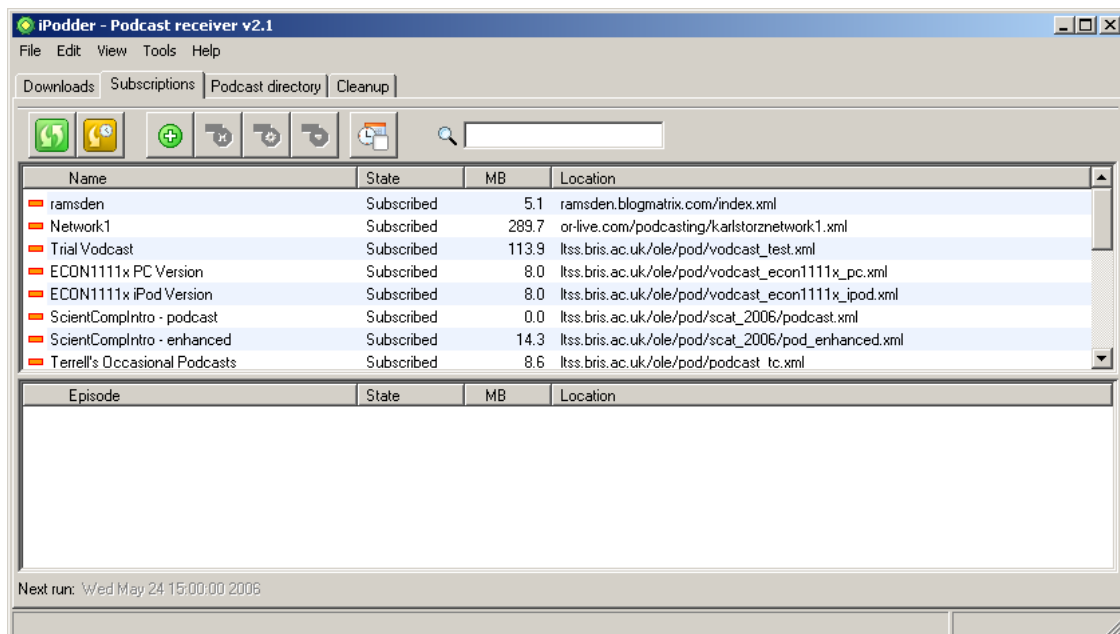 iPodder - Podcast receiver v2.1
File Edit View Tools Help
Downloads Subscriptions Podcast directory Cleanup
Name State MB Location
ramsden Subscribed 5.1 ramsden.blogmatrix.com/index.xml
Network1 Subscribed 289.7 or-live.com/podcasting/karlstorznetwork1.xml
Trial Vodcast Subscribed 113.9 ltss.bris.ac.uk/ole/pod/vodcast_test.xml
ECON1111x PC Version Subscribed 8.0 ltss.bris.ac.uk/ole/pod/vodcast_econ1111x_pc.xml
ECON1111x iPod Version Subscribed 8.0 ltss.bris.ac.uk/ole/pod/vodcast_econ1111x_ipod.xml
ScientCompIntro - podcast Subscribed 0.0 ltss.bris.ac.uk/ole/pod/scat_2006/podcast.xml
ScientCompIntro - enhanced Subscribed 14.3 ltss.bris.ac.uk/ole/pod/scat_2006/pod_enhanced.xml
Terrell's Occasional Podcasts Subscribed 8.6 ltss.bris.ac.uk/ole/pod/podcast_tc.xml
Episode State MB Location
Next run: Wed May 24 15:00:00 2006